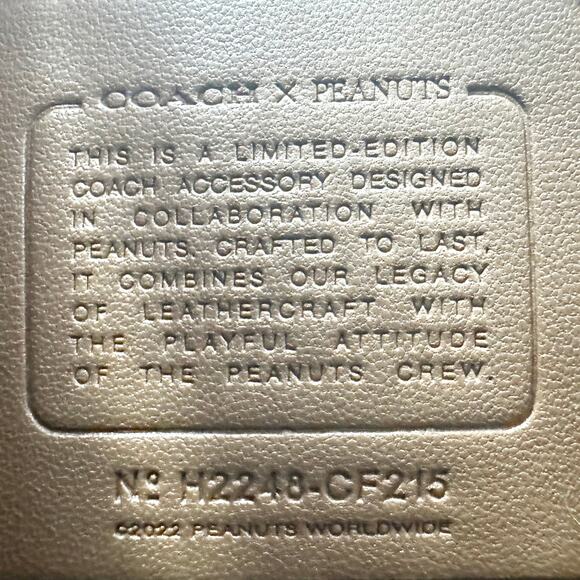 COACH X PEANUTS
THIS IS A LIMITED-EDITION
COACH ACCESSORY DESIGNED
IN COLLABORATION WITH
PEANUTS. CRAFTED TO LAST,
IT COMBINES OUR LEGACY
OF LEATHERCRAFT WITH
THE PLAYFUL ATTITUDE
OF THE PEANUTS CREW.
Nº H2248-CF215
©2022 PEANUTS WORLDWIDE